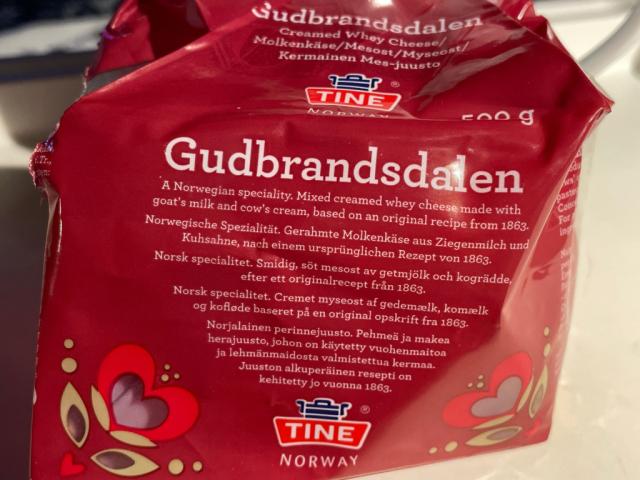 Gudbrandsdalen
Creamed Whey Cheese/
Molkenkäse/Mesost/Myseost/
Kermainen Mes-juusto
TINE ®
NORWAY
500 g
Gudbrandsdalen
A Norwegian speciality. Mixed creamed whey cheese made with
goat's milk and cow's cream, based on an original recipe from 1863.
Norwegische Spezialität. Gerahmte Molkenkäse aus Ziegenmilch und
Kuhsahne, nach einem ursprünglichen Rezept von 1863.
Norsk specialitet. Smidig, söt mesost av getmjölk och kogrädde,
efter ett originalrecept från 1863.
Norsk specialitet. Cremet myseost af gedemælk, komælk
og kofløde baseret på en original opskrift fra 1863.
Norjalainen perinnejuusto. Pehmeä ja makea
herajuusto, johon on käytetty vuohenmaitoa
ja lehmänmaidosta valmistettua kermaa.
Juuston alkuperäinen resepti on
kehitetty jo vuonna 1863.
TINE ®
NORWAY